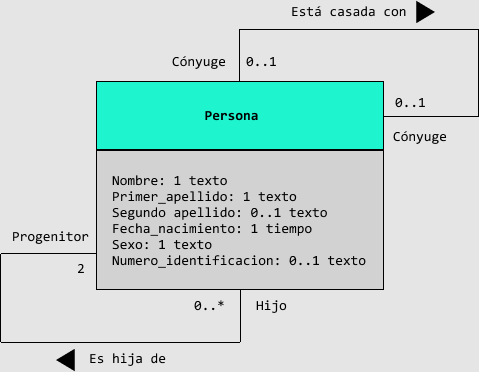 Está casada con
Cónyuge 0..1
0..1
Persona
Cónyuge
Nombre: 1 texto
Primer_apellido: 1 texto
Segundo apellido: 0..1 texto
Fecha_nacimiento: 1 tiempo
Progenitor
Sexo: 1 texto
Numero_identificacion: 0..1 texto
2
0..* Hijo
Es hija de